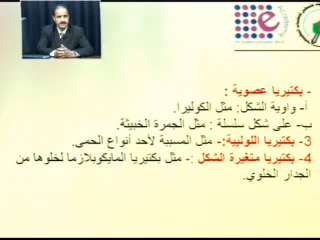 - بكتيريا عصوية :
أ- واوية الشكل: مثل الكوليرا.
ب- على شكل سلسلة : مثل الجمرة الخبيثة.
3- بكتيريا اللولبية:- مثل المسببة لأحد أنواع الحمى.
4- بكتيريا متغيرة الشكل :- مثل بكتيريا المايكوبلازما لخلوها من
الجدار الخلوي.
academy